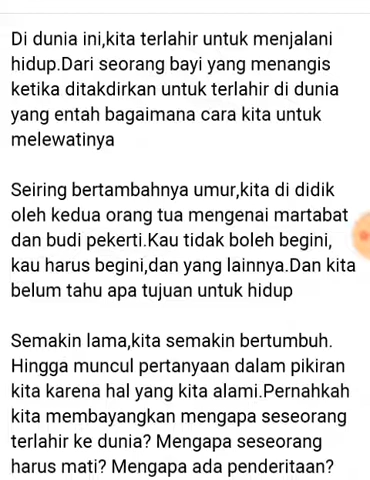 Di dunia ini,kita terlahir untuk menjalani
hidup.Dari seorang bayi yang menangis
ketika ditakdirkan untuk terlahir di dunia
yang entah bagaimana cara kita untuk
melewatinya
Seiring bertambahnya umur,kita di didik
oleh kedua orang tua mengenai martabat
dan budi pekerti.Kau tidak boleh begini,
kau harus begini,dan yang lainnya.Dan kita
belum tahu apa tujuan untuk hidup
Semakin lama,kita semakin bertumbuh.
Hingga muncul pertanyaan dalam pikiran
kita karena hal yang kita alami.Pernahkah
kita membayangkan mengapa seseorang
terlahir ke dunia? Mengapa seseorang
harus mati? Mengapa ada penderitaan?